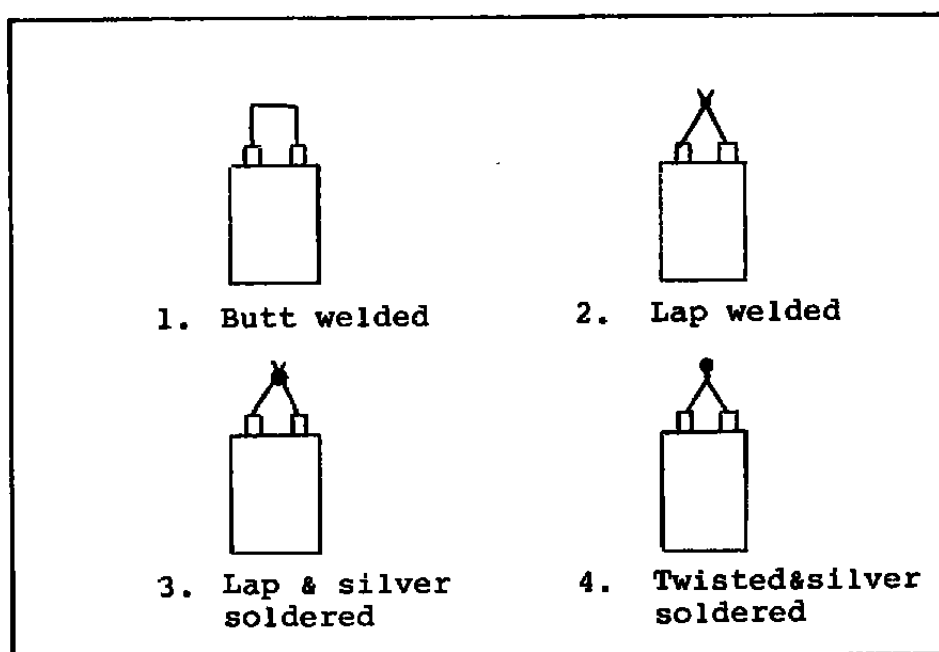 1. Butt welded
2. Lap welded
3. Lap & silver
soldered
4. Twisted&silver
soldered